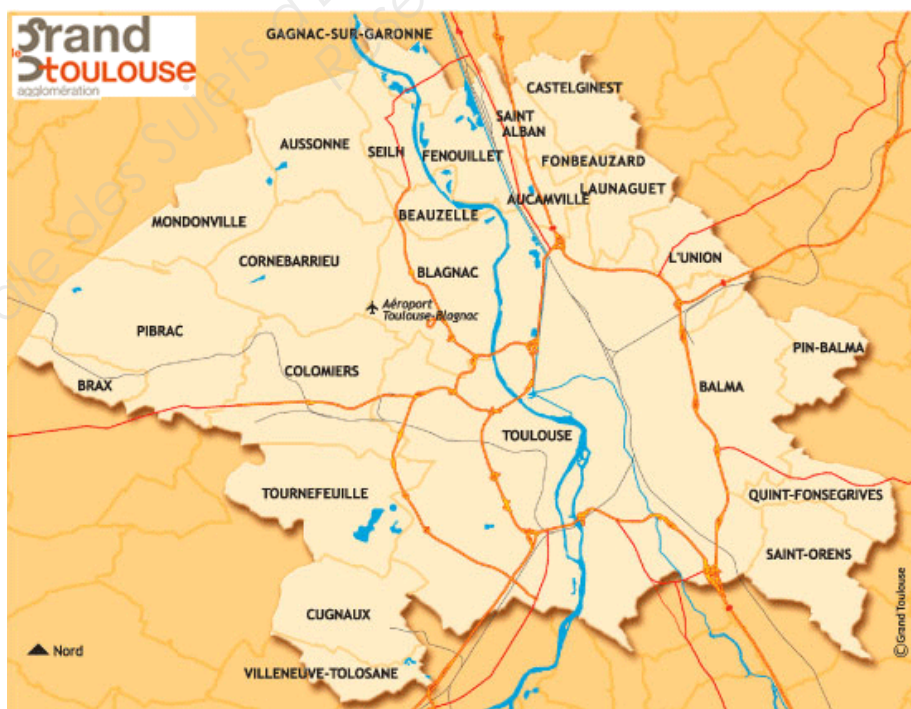 Grand
le toulouse
agglomération
GAGNAC-SUR-GARONNE
CASTELGINEST
SAINT
ALBAN
AUSSONNE
SEILH
FENOUILLET
FONBEAUZARD
LAUNAGUET
AUCAMVILLE
MONDONVILLE
BEAUZELLE
CORNEBARRIEU
L'UNION
BLAGNAC
Aéroport
Toulouse-Blagnac
PIBRAC
PIN-BALMA
COLOMIERS
BRAX
BALMA
TOULOUSE
TOURNEFEUILLE
QUINT-FONSEGRIVES
SAINT-ORENS
CUGNAUX
Nord
VILLENEUVE-TOLOSANE
© Grand Toulouse
des Sujets d